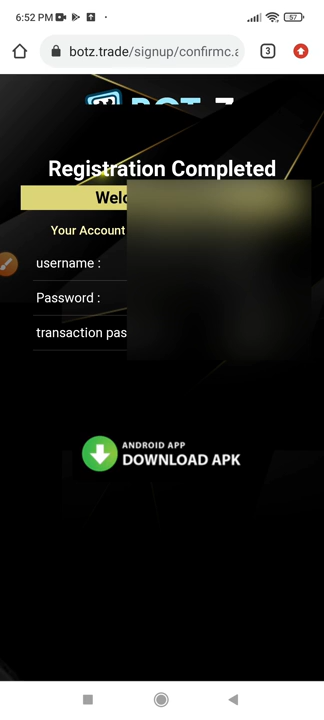 6:52 PM
57
botz.trade/signup/confirmc.a
3
Registration Completed
Your Account
username :
Password :
transaction pas
ANDROID APP
DOWNLOAD APK